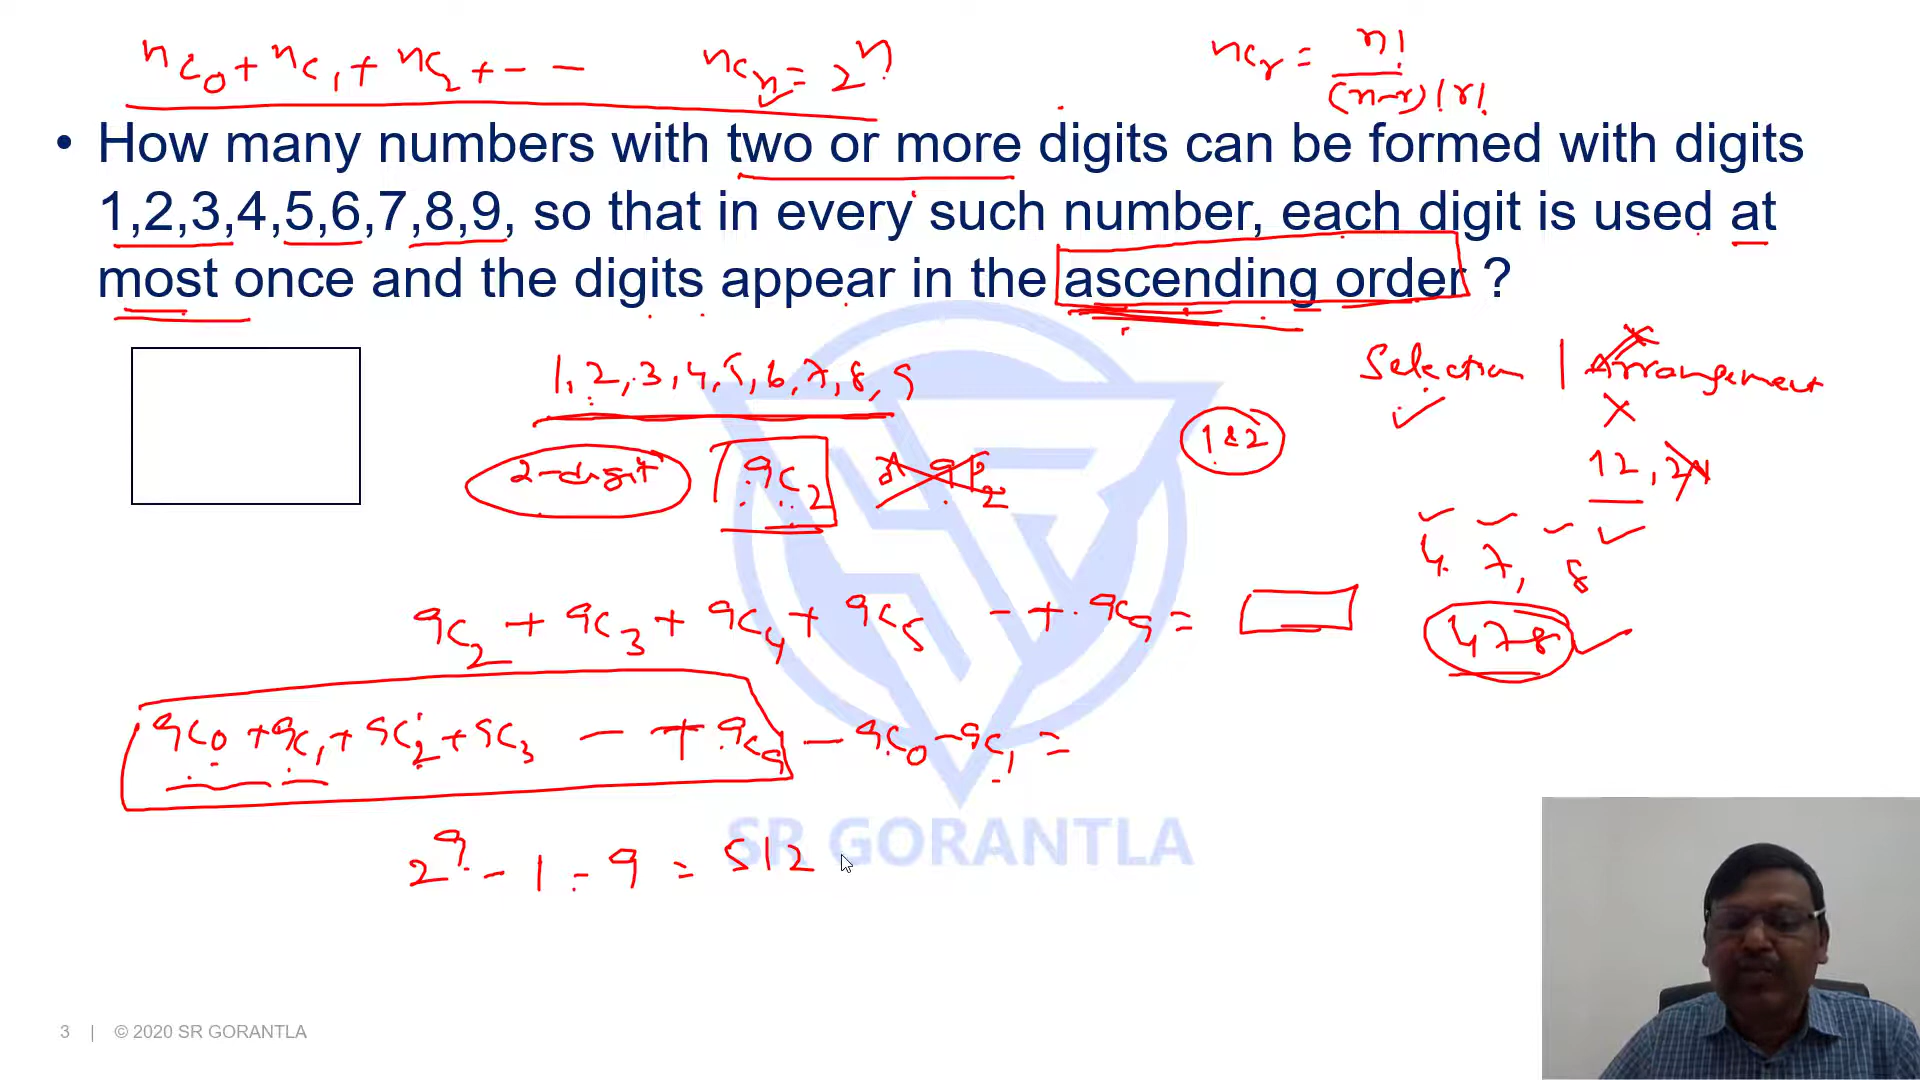 nC0 + nC1 + nC2 + - - nCn = 2^n
nCr = n! / (n-r)! r!
• How many numbers with two or more digits can be formed with digits
1,2,3,4,5,6,7,8,9, so that in every such number, each digit is used at
most once and the digits appear in the ascending order ?
Selection | Arrangement
1, 2, 3, 4, 5, 6, 7, 8, 9
2-digit 9C2 9P2 1 & 2
12, 21
4 7, 8
9C2 + 9C3 + 9C4 + 9C5 - + 9C9 =
478
9C0 + 9C1 + 9C2 + 9C3 - + 9C9 - 9C0 - 9C1 =
2^9 - 1 - 9 = 512
SR GORANTLA
3 | © 2020 SR GORANTLA